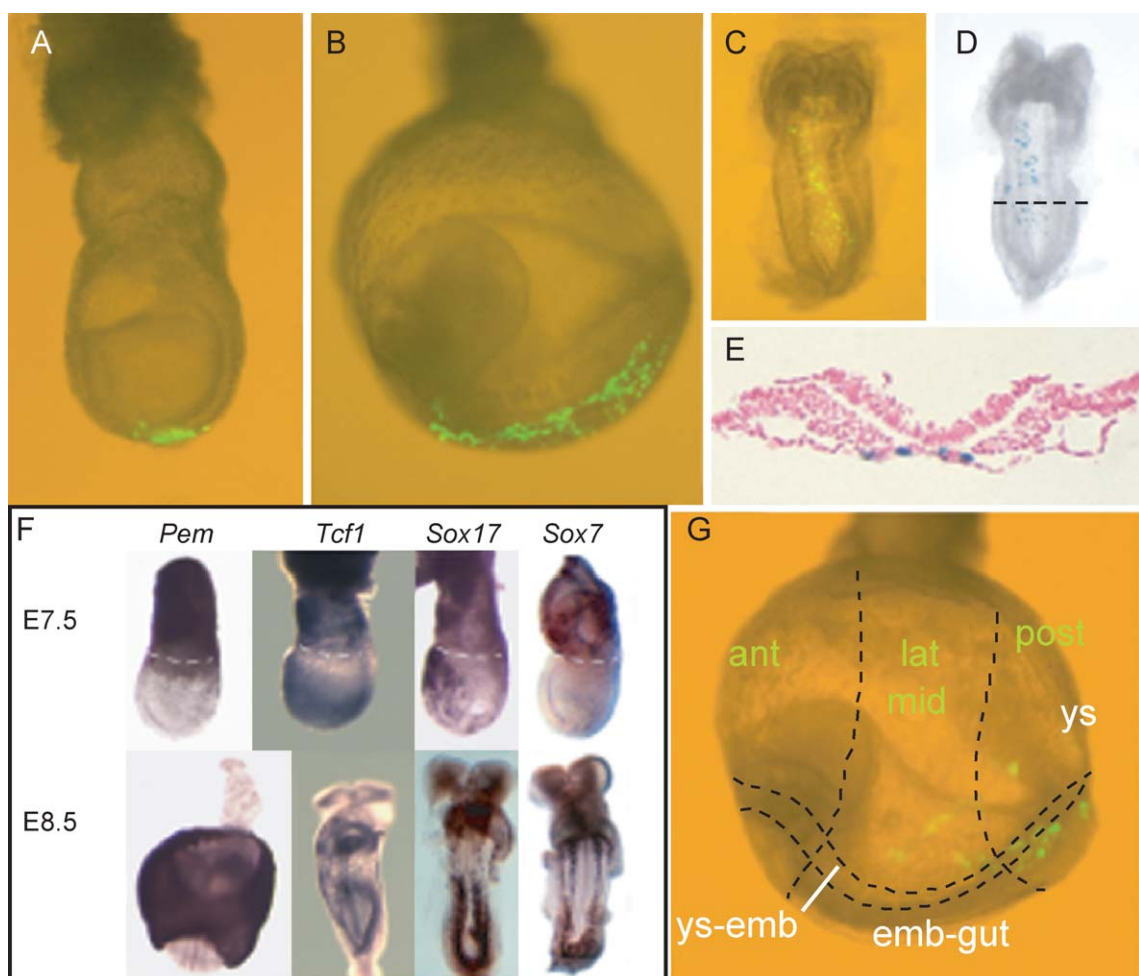 A
B
C
D
E
F
Pem
Tcf1
Sox17
Sox7
E7.5
E8.5
G
ant
lat
mid
post
ys
ys-emb
emb-gut